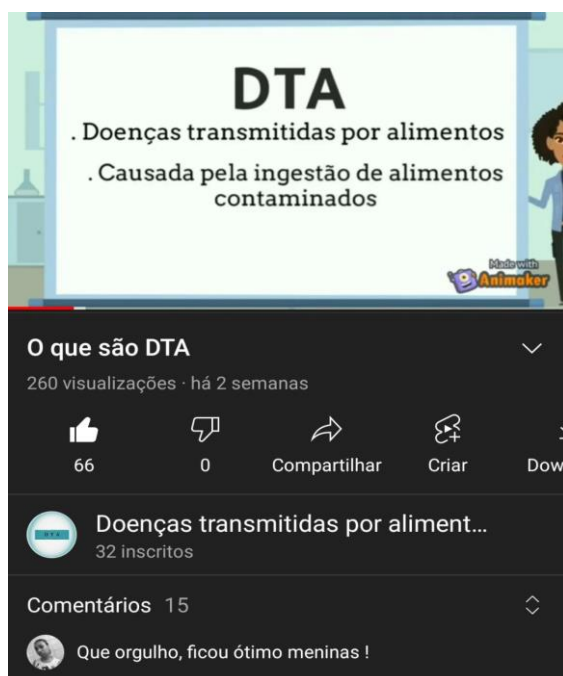 DTA
. Doenças transmitidas por alimentos
. Causada pela ingestão de alimentos
contaminados
Made with
Animaker
O que são DTA
260 visualizações · há 2 semanas
66
0
Compartilhar
Criar
Dow
DTA
Doenças transmitidas por aliment...
32 inscritos
Comentários 15
Que orgulho, ficou ótimo meninas !